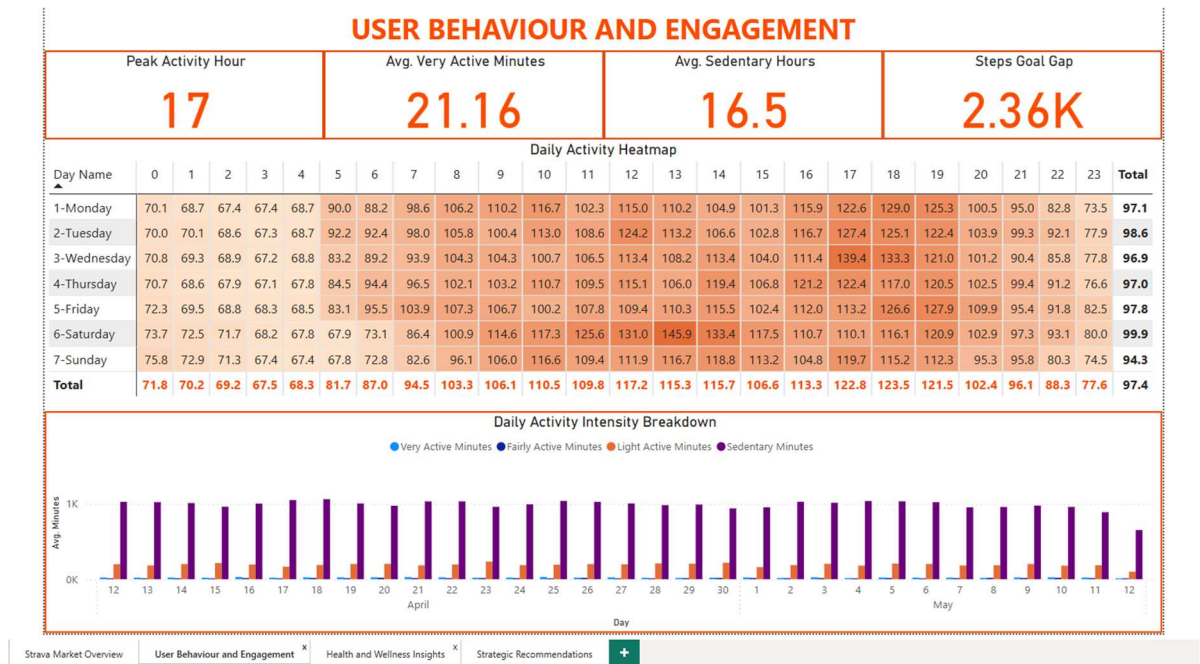 USER BEHAVIOUR AND ENGAGEMENT
Peak Activity Hour
17
Avg. Very Active Minutes
21.16
Avg. Sedentary Hours
16.5
Steps Goal Gap
2.36K
Daily Activity Heatmap
Day Name 0 1 2 3 4 5 6 7 8 9 10 11 12 13 14 15 16 17 18 19 20 21 22 23 Total
1-Monday 70.1 68.7 67.4 67.4 68.7 90.0 88.2 98.6 106.2 110.2 116.7 102.3 115.0 110.2 104.9 101.3 115.9 122.6 129.0 125.3 100.5 95.0 82.8 73.5 97.1
2-Tuesday 70.0 70.1 68.6 67.3 68.7 92.2 92.4 98.0 105.8 100.4 113.0 108.6 124.2 113.2 106.6 102.8 116.7 127.4 125.1 122.4 103.9 99.3 92.1 77.9 98.6
3-Wednesday 70.8 69.3 68.9 67.2 68.8 83.2 89.2 93.9 104.3 104.3 100.7 106.5 113.4 108.2 113.4 104.0 111.4 139.4 133.3 121.0 101.2 90.4 85.8 77.8 96.9
4-Thursday 70.7 68.6 67.9 67.1 67.8 84.5 94.4 96.5 102.1 103.2 110.7 109.5 115.1 106.0 119.4 106.8 121.2 122.4 117.0 120.5 102.5 99.4 91.2 76.6 97.0
5-Friday 72.3 69.5 68.8 68.3 68.5 83.1 95.5 103.9 107.3 106.7 100.2 107.8 109.4 110.3 115.5 102.4 112.0 113.2 126.6 127.9 109.9 95.4 91.8 82.5 97.8
6-Saturday 73.7 72.5 71.7 68.2 67.8 67.9 73.1 86.4 100.9 114.6 117.3 125.6 131.0 145.9 133.4 117.5 110.7 110.1 116.1 120.9 102.9 97.3 93.1 80.0 99.9
7-Sunday 75.8 72.9 71.3 67.4 67.4 67.8 72.8 82.6 96.1 106.0 116.6 109.4 111.9 116.7 118.8 113.2 104.8 119.7 115.2 112.3 95.3 95.8 80.3 74.5 94.3
Total 71.8 70.2 69.2 67.5 68.3 81.7 87.0 94.5 103.3 106.1 110.5 109.8 117.2 115.3 115.7 106.6 113.3 122.8 123.5 121.5 102.4 96.1 88.3 77.6 97.4
Daily Activity Intensity Breakdown
Very Active Minutes Fairly Active Minutes Light Active Minutes Sedentary Minutes
Avg. Minutes
1K
0K
12 13 14 15 16 17 18 19 20 21 22 23 24 25 26 27 28 29 30 1 2 3 4 5 6 7 8 9 10 11 12
April May
Day
Strava Market Overview
User Behaviour and Engagement x
Health and Wellness Insights x
Strategic Recommendations
+